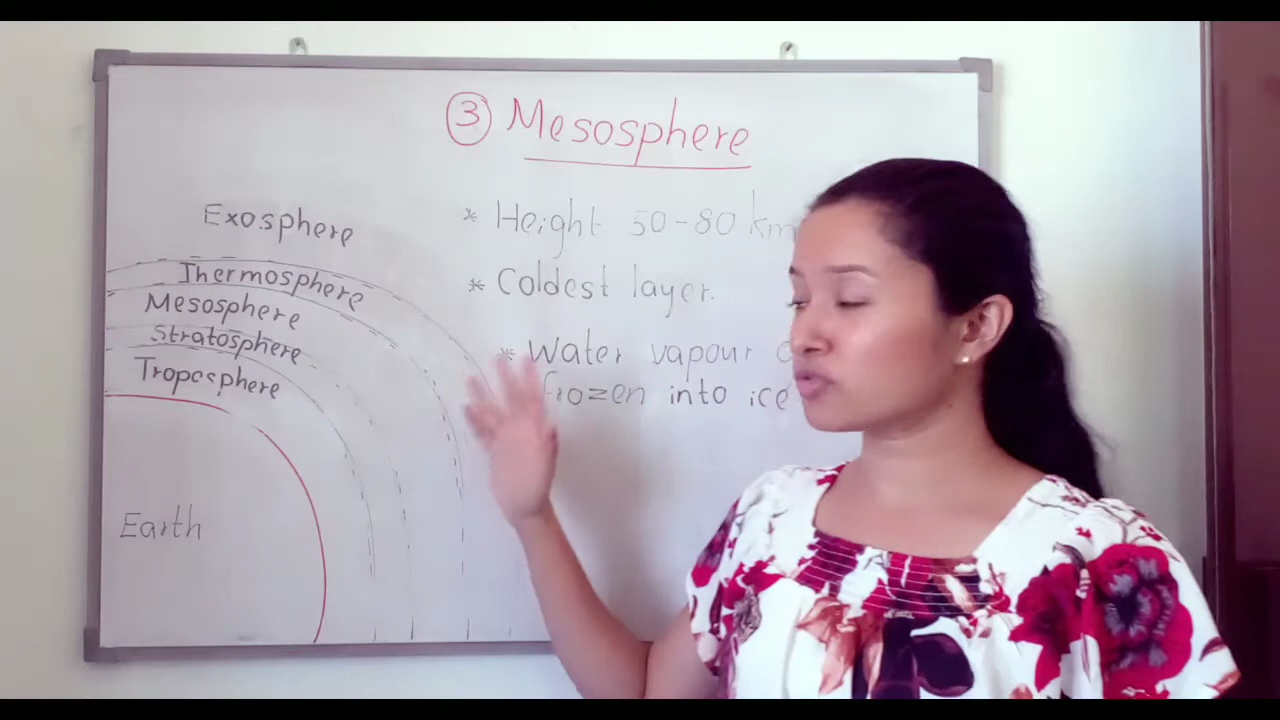 ③ Mesosphere
* Height 50-80 km
* Coldest layer.
* Water vapour
frozen into ice
Exosphere
Thermosphere
Mesosphere
Stratosphere
Troposphere
Earth